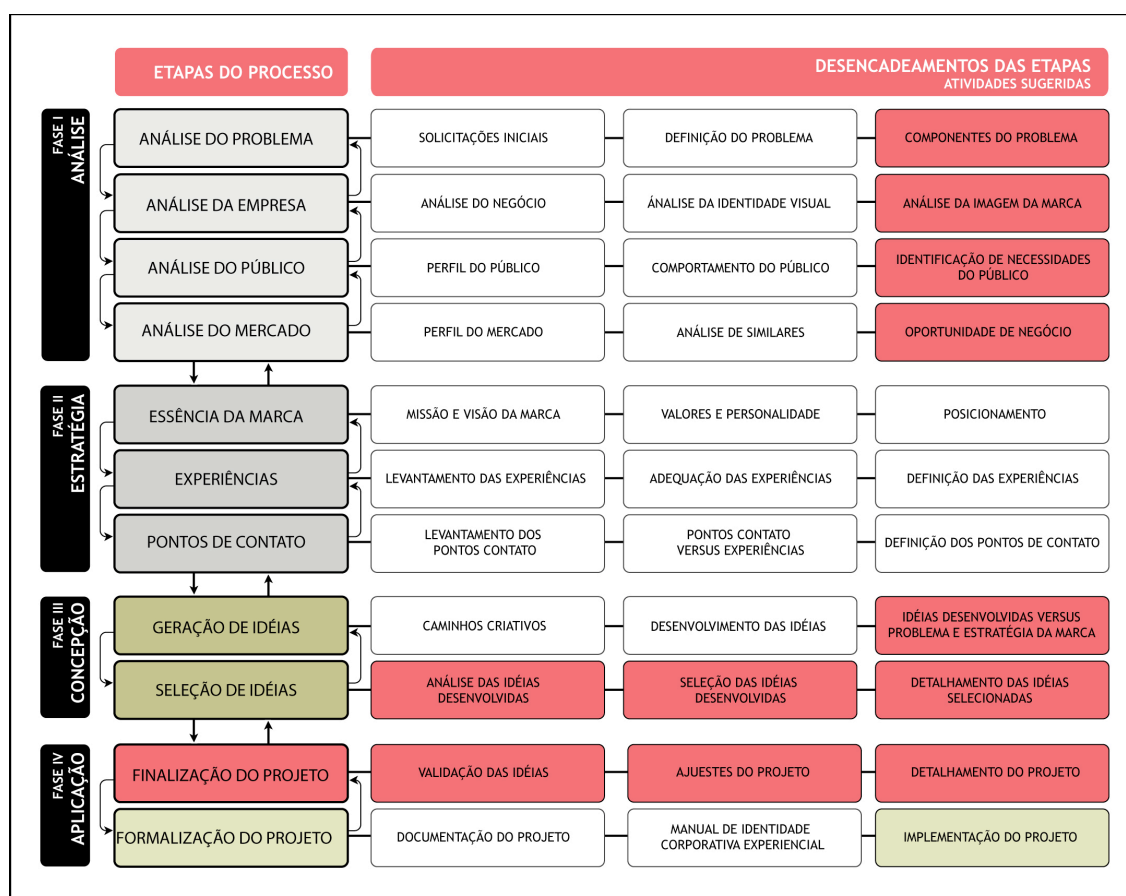 ETAPAS DO PROCESSO
DESENCADEAMENTOS DAS ETAPAS
ATIVIDADES SUGERIDAS
FASE I
ANÁLISE
ANÁLISE DO PROBLEMA
SOLICITAÇÕES INICIAIS
DEFINIÇÃO DO PROBLEMA
COMPONENTES DO PROBLEMA
ANÁLISE DA EMPRESA
ANÁLISE DO NEGÓCIO
ÁNALISE DA IDENTIDADE VISUAL
ANÁLISE DA IMAGEM DA MARCA
ANÁLISE DO PÚBLICO
PERFIL DO PÚBLICO
COMPORTAMENTO DO PÚBLICO
IDENTIFICAÇÃO DE NECESSIDADES
DO PÚBLICO
ANÁLISE DO MERCADO
PERFIL DO MERCADO
ANÁLISE DE SIMILARES
OPORTUNIDADE DE NEGÓCIO
FASE II
ESTRATÉGIA
ESSÊNCIA DA MARCA
MISSÃO E VISÃO DA MARCA
VALORES E PERSONALIDADE
POSICIONAMENTO
EXPERIÊNCIAS
LEVANTAMENTO DAS EXPERIÊNCIAS
ADEQUAÇÃO DAS EXPERIÊNCIAS
DEFINIÇÃO DAS EXPERIÊNCIAS
PONTOS DE CONTATO
LEVANTAMENTO DOS
PONTOS CONTATO
PONTOS CONTATO
VERSUS EXPERIÊNCIAS
DEFINIÇÃO DOS PONTOS DE CONTATO
FASE III
CONCEPÇÃO
GERAÇÃO DE IDÉIAS
CAMINHOS CRIATIVOS
DESENVOLVIMENTO DAS IDÉIAS
IDÉIAS DESENVOLVIDAS VERSUS
PROBLEMA E ESTRATÉGIA DA MARCA
SELEÇÃO DE IDÉIAS
ANÁLISE DAS IDÉIAS
DESENVOLVIDAS
SELEÇÃO DAS IDÉIAS
DESENVOLVIDAS
DETALHAMENTO DAS IDÉIAS
SELECIONADAS
FASE IV
APLICAÇÃO
FINALIZAÇÃO DO PROJETO
VALIDAÇÃO DAS IDÉIAS
AJUESTES DO PROJETO
DETALHAMENTO DO PROJETO
FORMALIZAÇÃO DO PROJETO
DOCUMENTAÇÃO DO PROJETO
MANUAL DE IDENTIDADE
CORPORATIVA EXPERIENCIAL
IMPLEMENTAÇÃO DO PROJETO